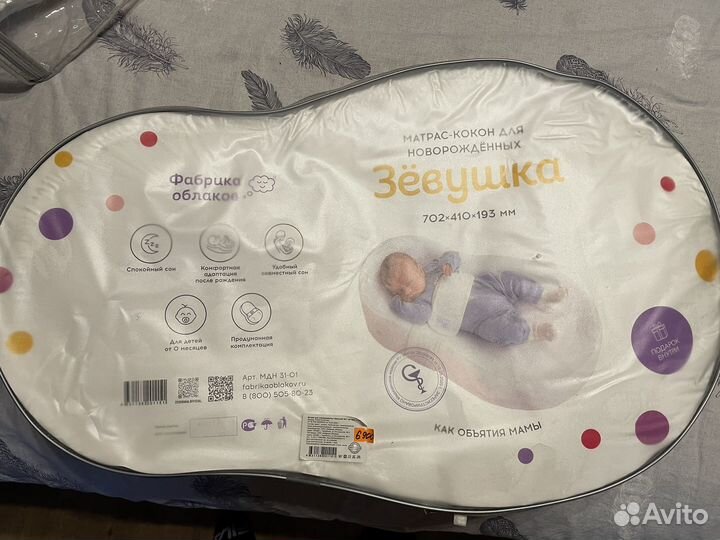 МАТРАС-КОКОН ДЛЯ
НОВОРОЖДЁННЫХ
Зёвушка
702×410×193 мм
Фабрика
облаков
Спокойный сон
Комфортная
адаптация
после рождения
Удобный
совместный сон
Для детей
от 0 месяцев
Продуманная
комплектация
ПОДАРОК
ВНУТРИ
Арт. МДН 31-01
fabrikaoblakov.ru
8 (800) 505-80-23
КАК ОБЪЯТИЯ МАМЫ
Avito